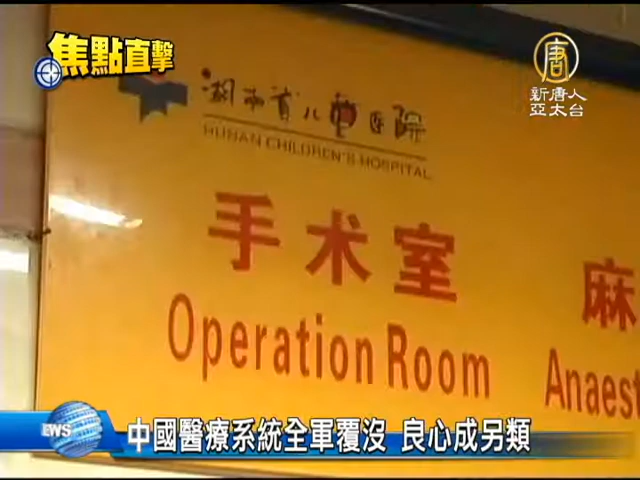 焦點直擊
唐
新唐人
亞太台
湖南省儿童医院
HUNAN CHILDREN'S HOSPITAL
手术室
麻
Operation Room
Anaest
EWS
中國醫療系統全軍覆沒 良心成另類